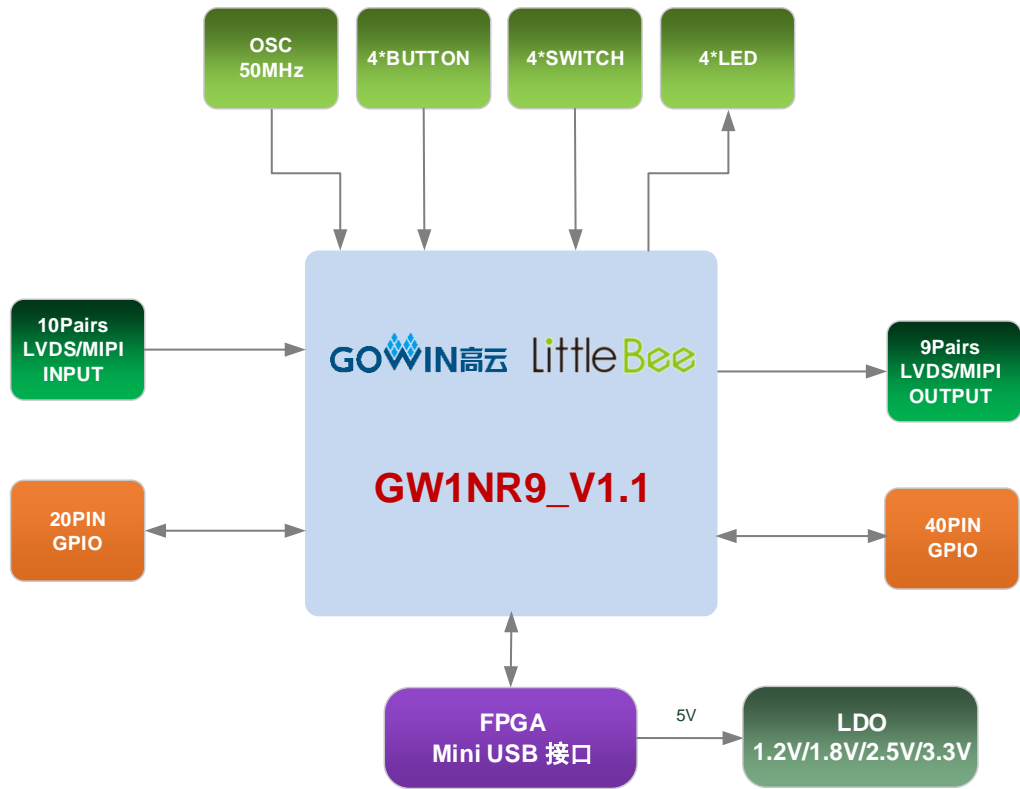 OSC
50MHz
4*BUTTON
4*SWITCH
4*LED
10Pairs
LVDS/MIPI
INPUT
GOWIN高云
LittleBee
9Pairs
LVDS/MIPI
OUTPUT
GW1NR9_V1.1
20PIN
GPIO
40PIN
GPIO
FPGA
Mini USB 接口
5V
LDO
1.2V/1.8V/2.5V/3.3V